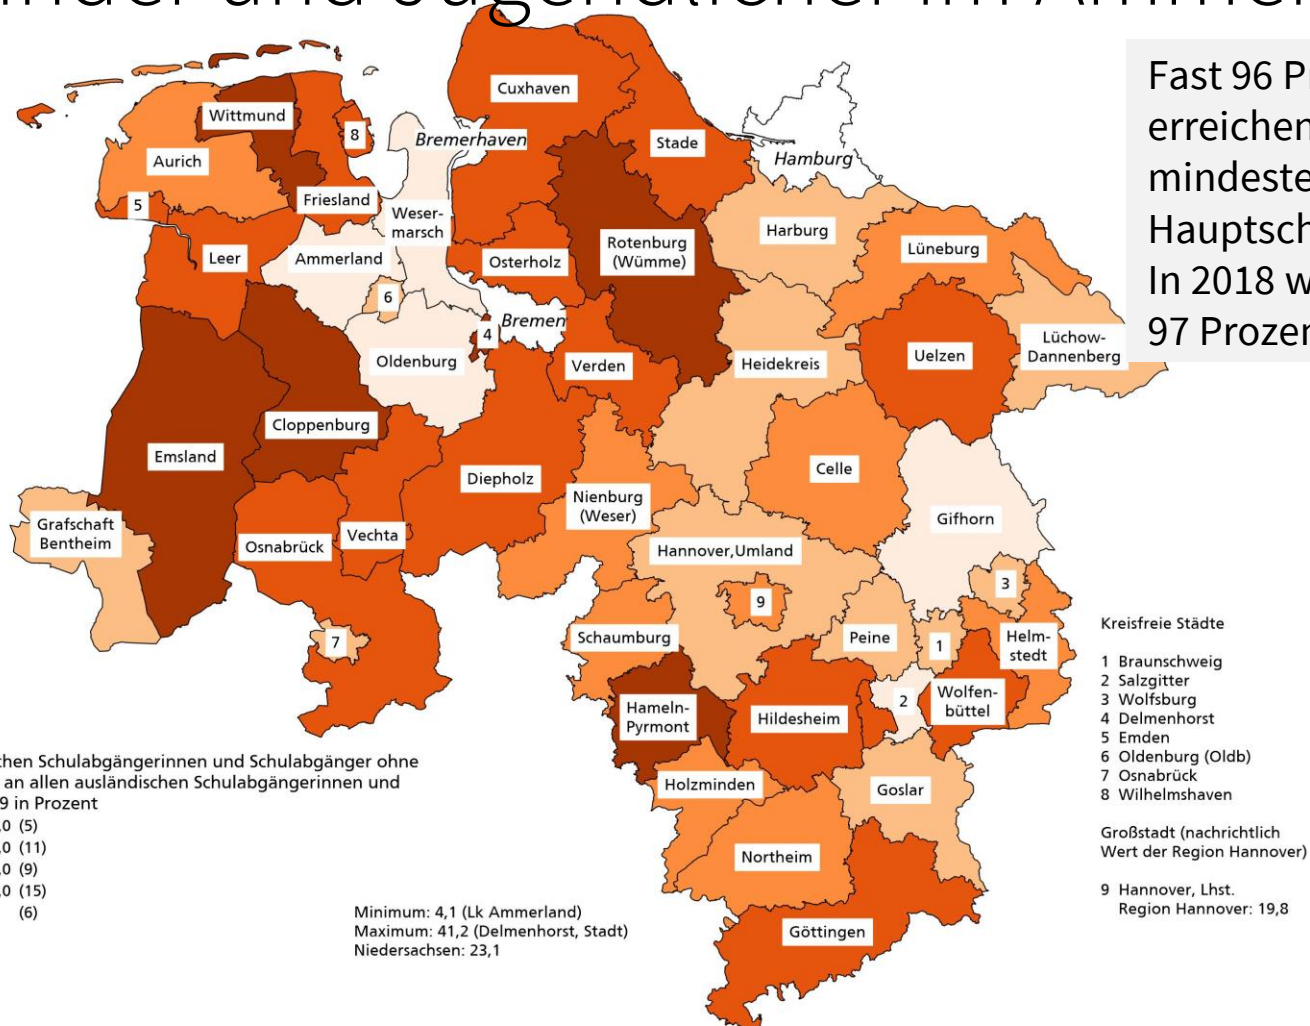 Fast 96
erreichen
In 2018
97
Cuxhaven
Wittmund
8
Bremerhaven
Stade
Hamburg
Aurich
5
Friesland
Weser-
marsch
Harburg
Rotenburg
(Wümme)
Lüneburg
Leer
Ammerland
Osterholz
6
4
Bremen
Lüchow-
Dannenberg
Oldenburg
Verden
Heidekreis
Uelzen
Cloppenburg
Emsland
Diepholz
Celle
Nienburg
(Weser)
Gifhorn
Grafschaft
Bentheim
Osnabrück
Vechta
Hannover,Umland
3
9
7
Schaumburg
Peine
1
Helm-
stedt
Hameln-
Pyrmont
Hildesheim
2
Wolfen-
büttel
Holzminden
Goslar
Northeim
Göttingen
Kreisfreie Städte
1 Braunschweig
2 Salzgitter
3 Wolfsburg
4 Delmenhorst
5 Emden
6 Oldenburg (Oldb)
7 Osnabrück
8 Wilhelmshaven
Großstadt (nachrichtlich
Wert der Region Hannover)
9 Hannover, Lhst.
Region Hannover: 19,8
Schulabgängerinnen und Schulabgänger ohne
an allen ausländischen Schulabgängerinnen und
9 in Prozent
,0 (5)
,0 (11)
,0 (9)
,0 (15)
(6)
Minimum: 4,1 (Lk Ammerland)
Maximum: 41,2 (Delmenhorst, Stadt)
Niedersachsen: 23,1